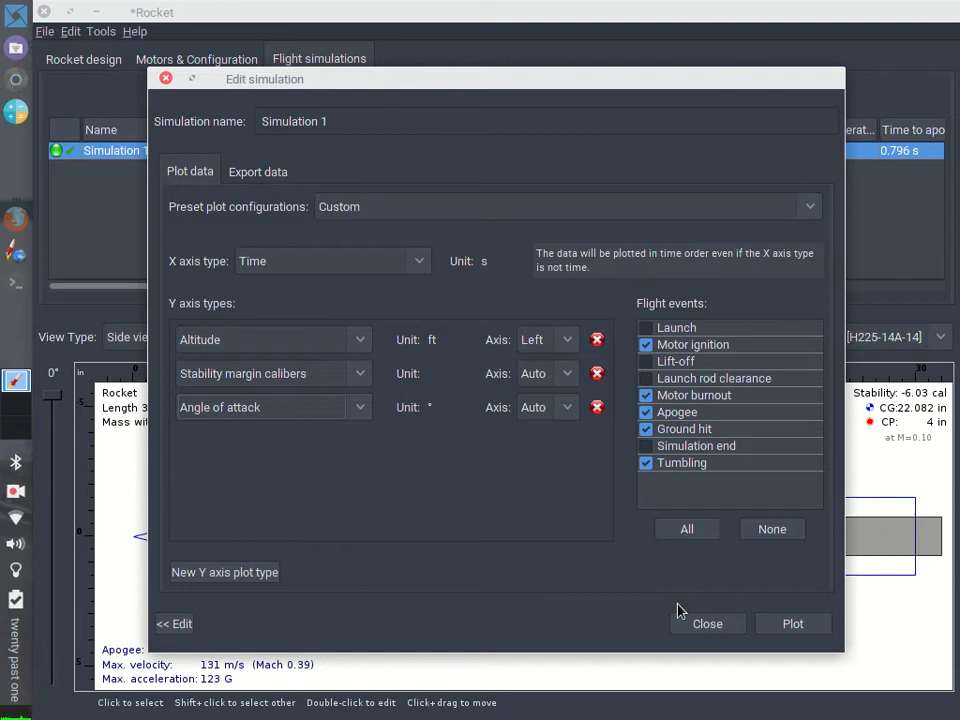 *Rocket
File Edit Tools Help
Rocket design Motors & Configuration Flight simulations
Edit simulation
Simulation name: Simulation 1
Name erat... Time to apo
Simulation 1 0.796 s
Plot data Export data
Preset plot configurations: Custom
X axis type: Time Unit: s
The data will be plotted in time order even if the X axis type
is not time.
Y axis types: Flight events:
Altitude Unit: ft Axis: Left
Stability margin calibers Unit: Axis: Auto
Angle of attack Unit: ° Axis: Auto
Launch
Motor ignition
Lift-off
Launch rod clearance
Motor burnout
Apogee
Ground hit
Simulation end
Tumbling
All None
New Y axis plot type
<< Edit Close Plot
View Type: Side vie [H225-14A-14]
0° in 0 30
-5
0
5
Rocket
Length 3
Mass wit
Stability: -6.03 cal
CG:22.082 in
CP: 4 in
at M=0.10
Apogee:
Max. velocity: 131 m/s (Mach 0.39)
Max. acceleration: 123 G
Click to select Shift+click to select other Double-click to edit Click+drag to move
twenty past one